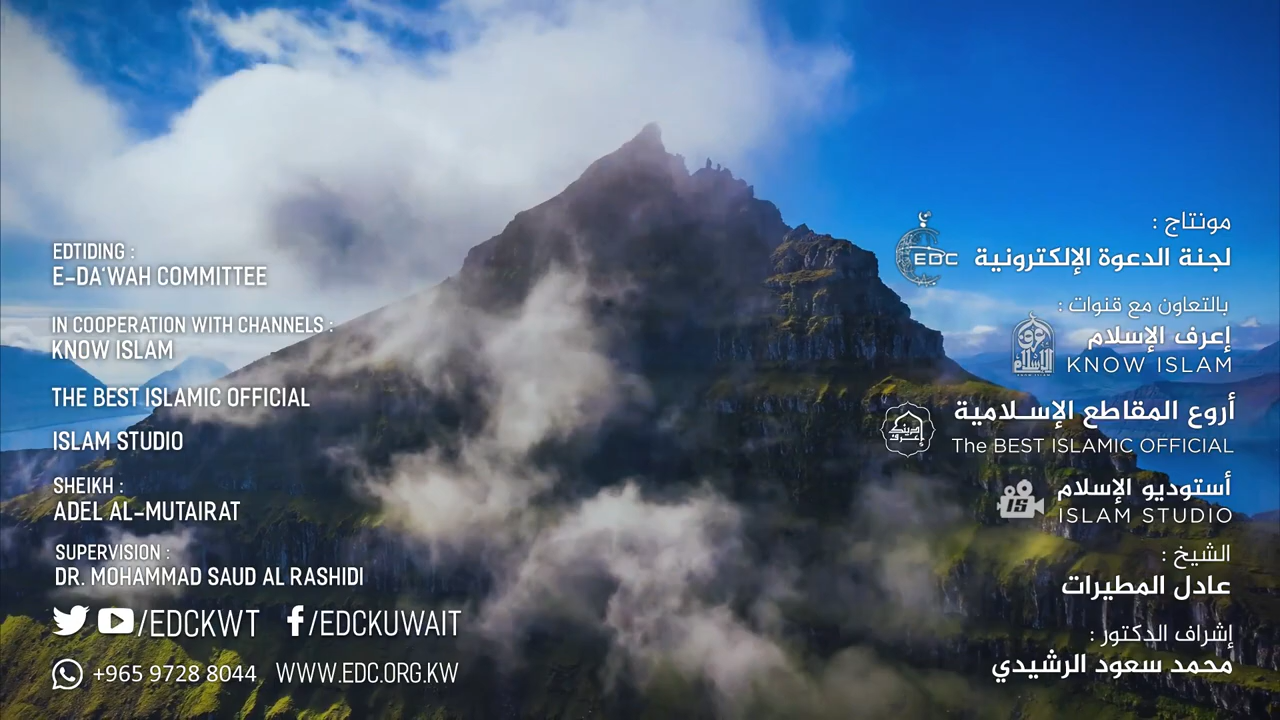 EDTIDING :
E-DA'WAH COMMITTEE
IN COOPERATION WITH CHANNELS :
KNOW ISLAM
THE BEST ISLAMIC OFFICIAL
ISLAM STUDIO
SHEIKH :
ADEL AL-MUTAIRAT
SUPERVISION :
DR. MOHAMMAD SAUD AL RASHIDI
/EDCKWT /EDCKUWAIT
+965 9728 8044 WWW.EDC.ORG.KW
مونتاج :
لجنة الدعوة الإلكترونية
EDC
بالتعاون مع قنوات :
إعرف الإسلام
KNOW ISLAM
أروع المقاطع الإسلامية
The BEST ISLAMIC OFFICIAL
أستوديو الإسلام
IS
ISLAM STUDIO
الشيخ :
عادل المطيرات
إشراف الدكتور :
محمد سعود الرشيدي